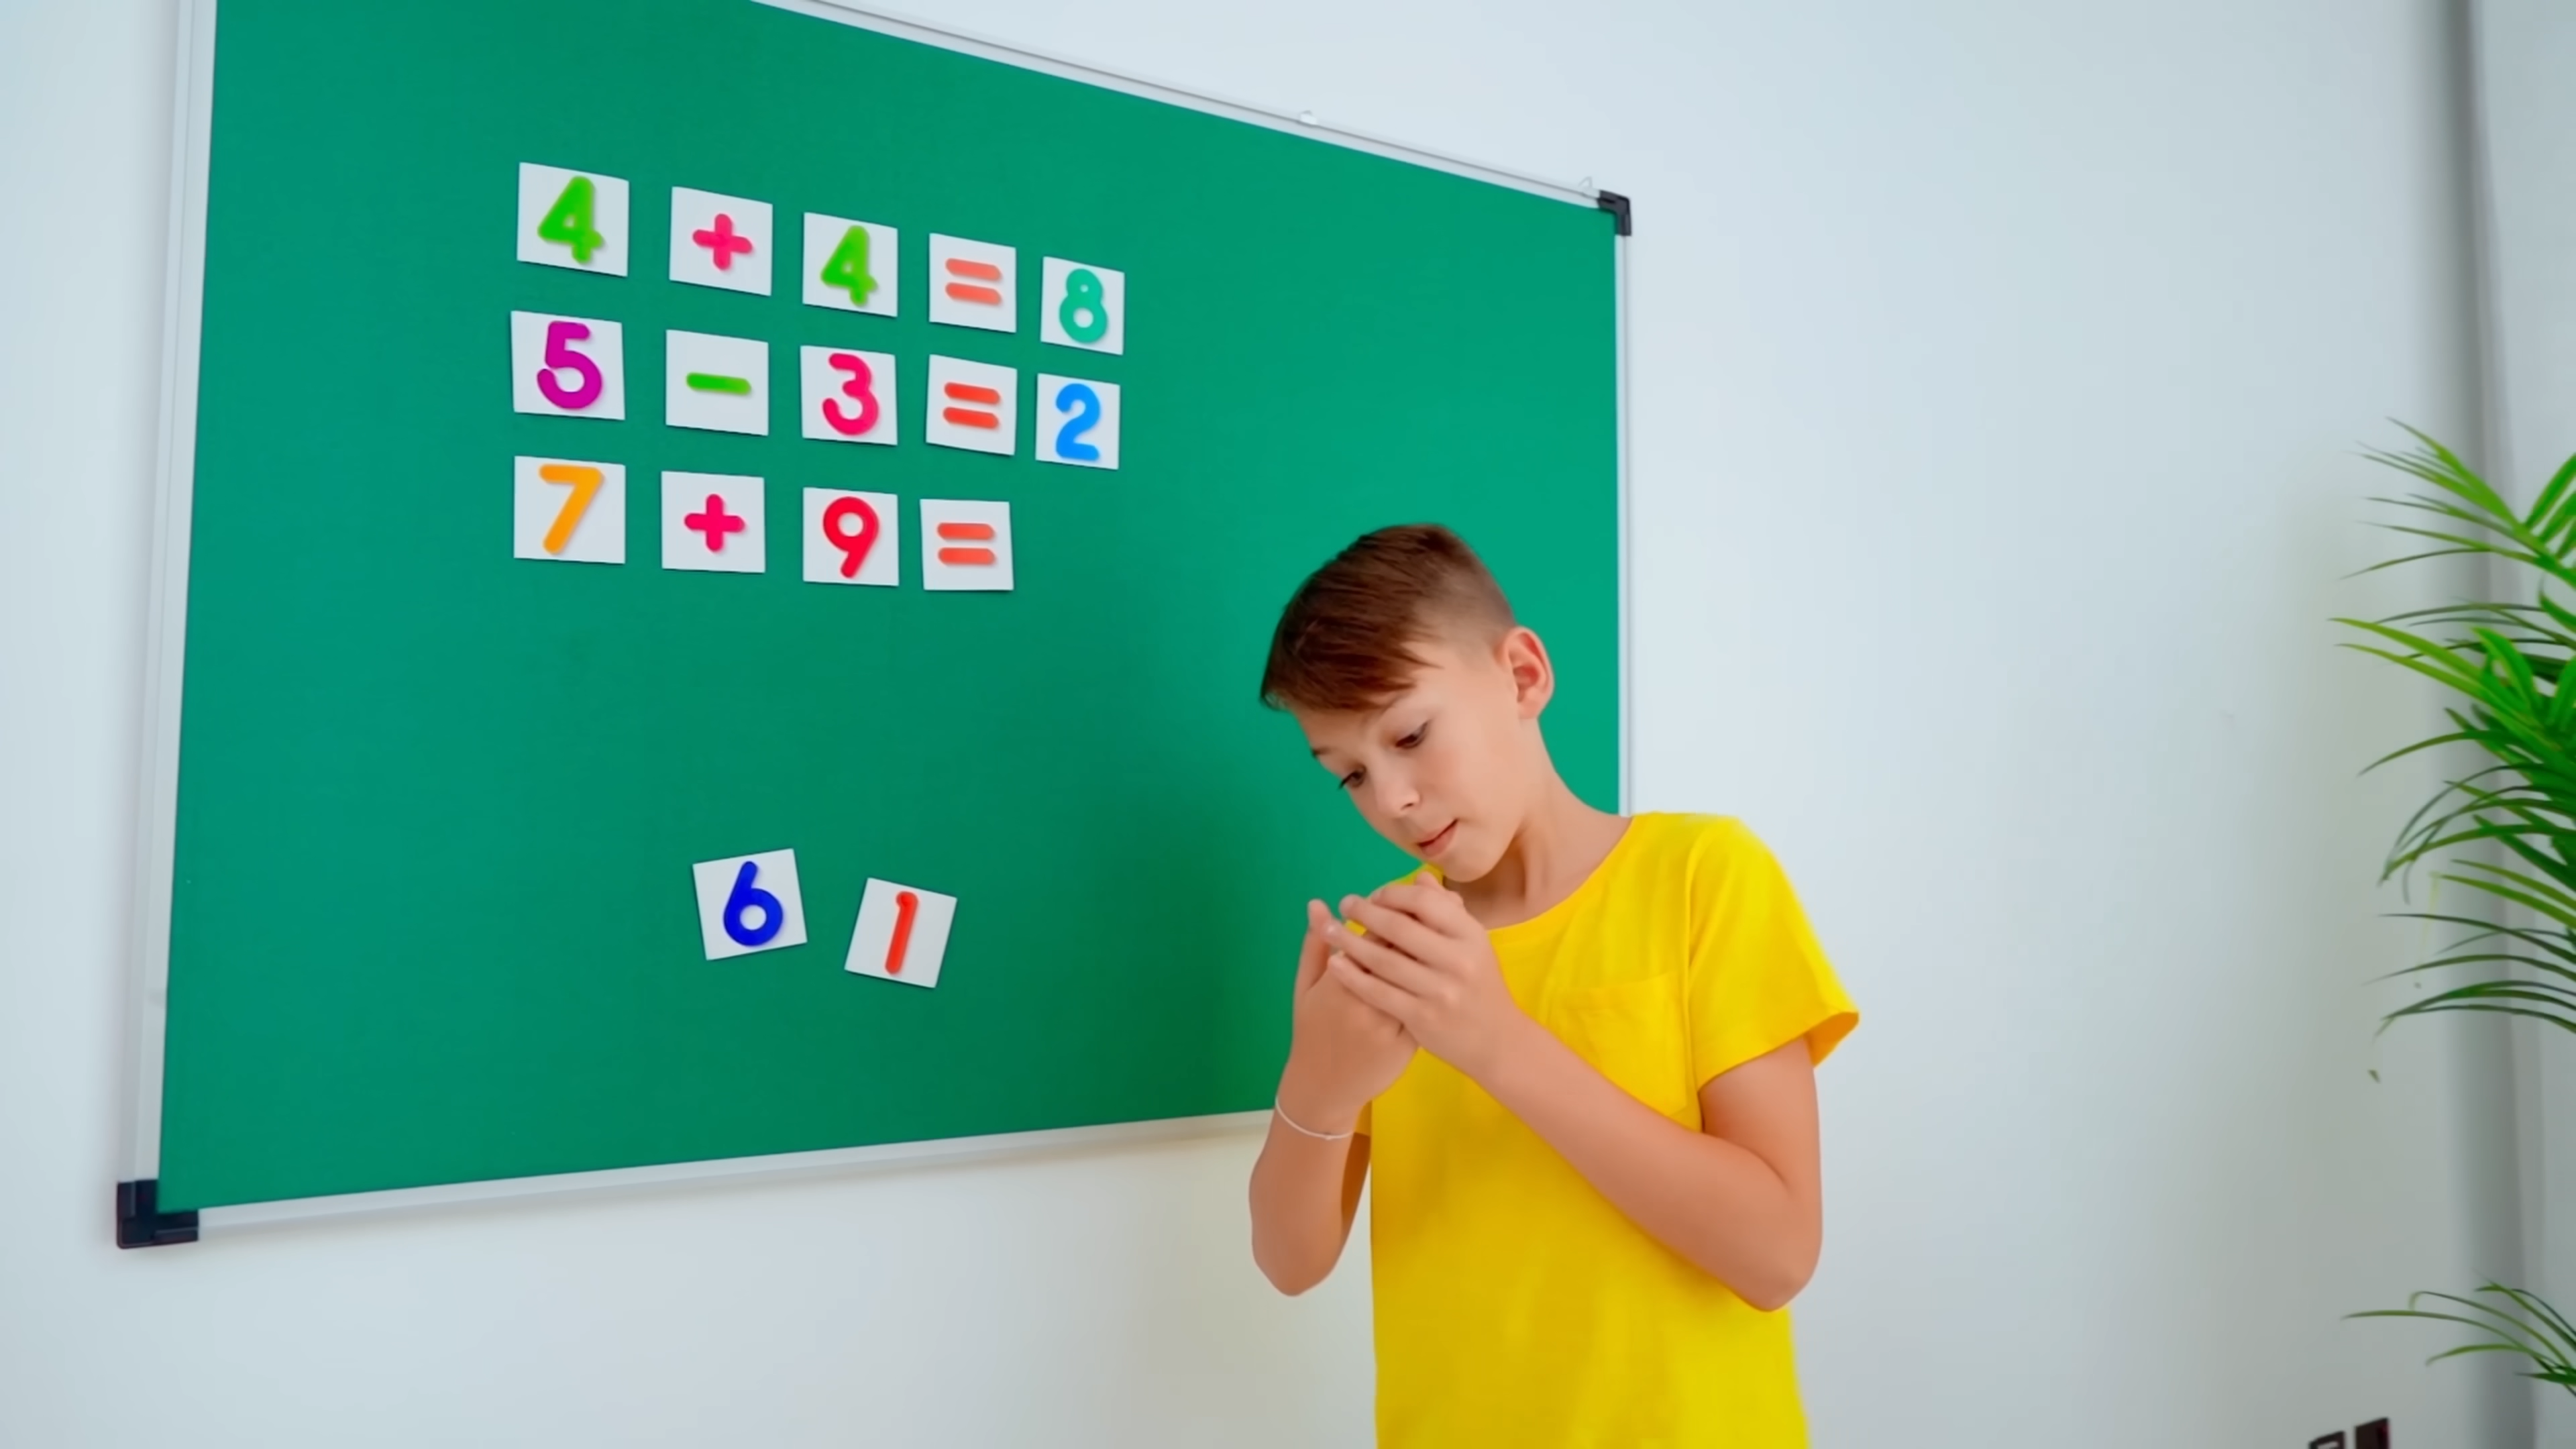 4 + 4 = 8
5 - 3 = 2
7 + 9 =
6 1